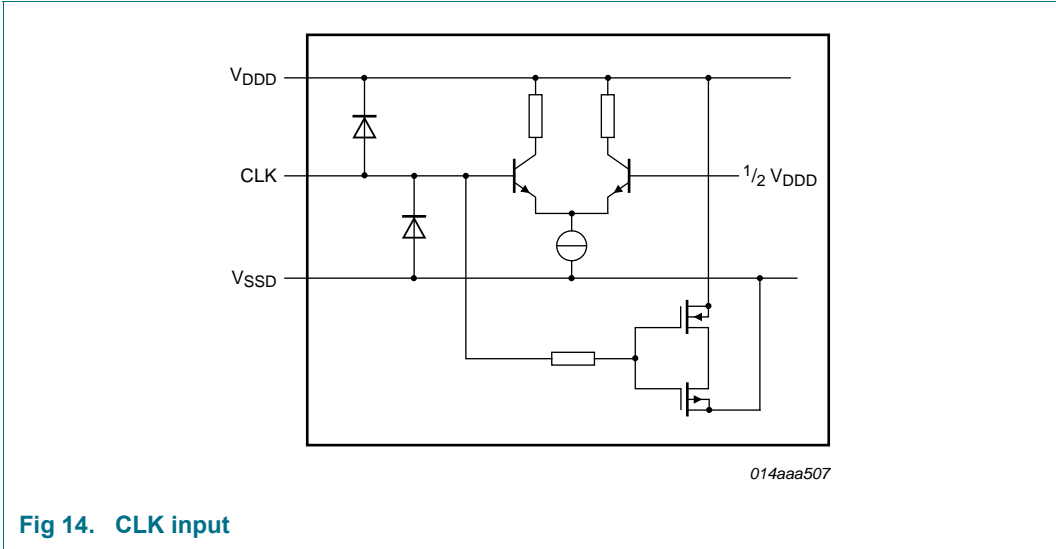 VDDD
CLK
1/2 VDDD
VSSD
014aaa507
Fig 14. CLK input